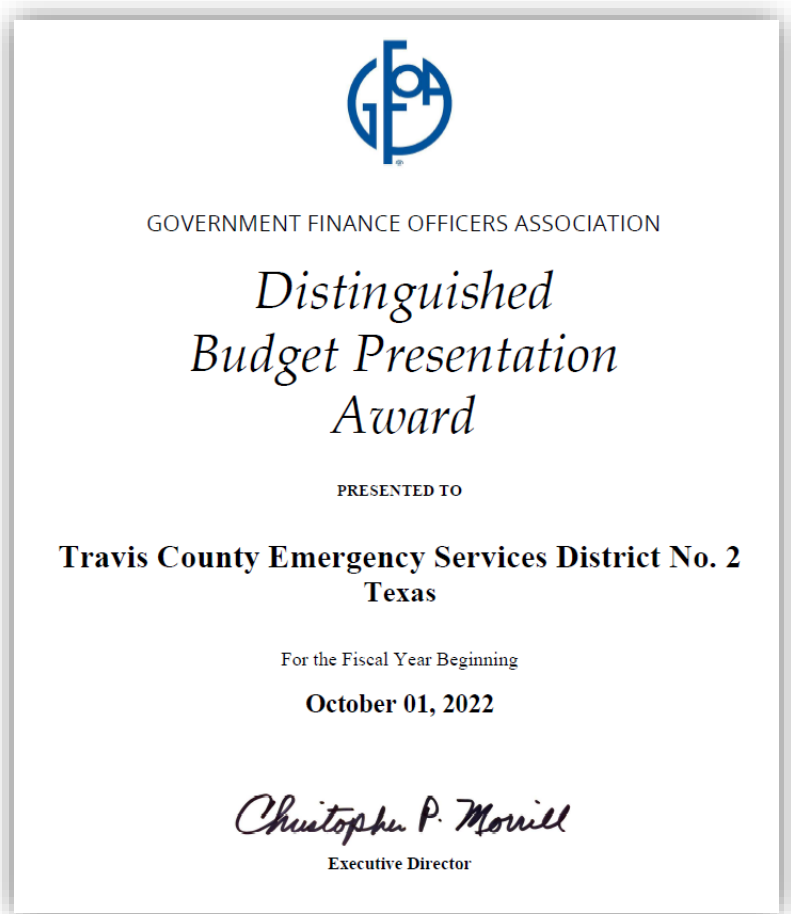 GFOA
GOVERNMENT FINANCE OFFICERS ASSOCIATION
Distinguished
Budget Presentation
Award
PRESENTED TO
Travis County Emergency Services District No. 2
Texas
For the Fiscal Year Beginning
October 01, 2022
Christopher P. Morrill
Executive Director